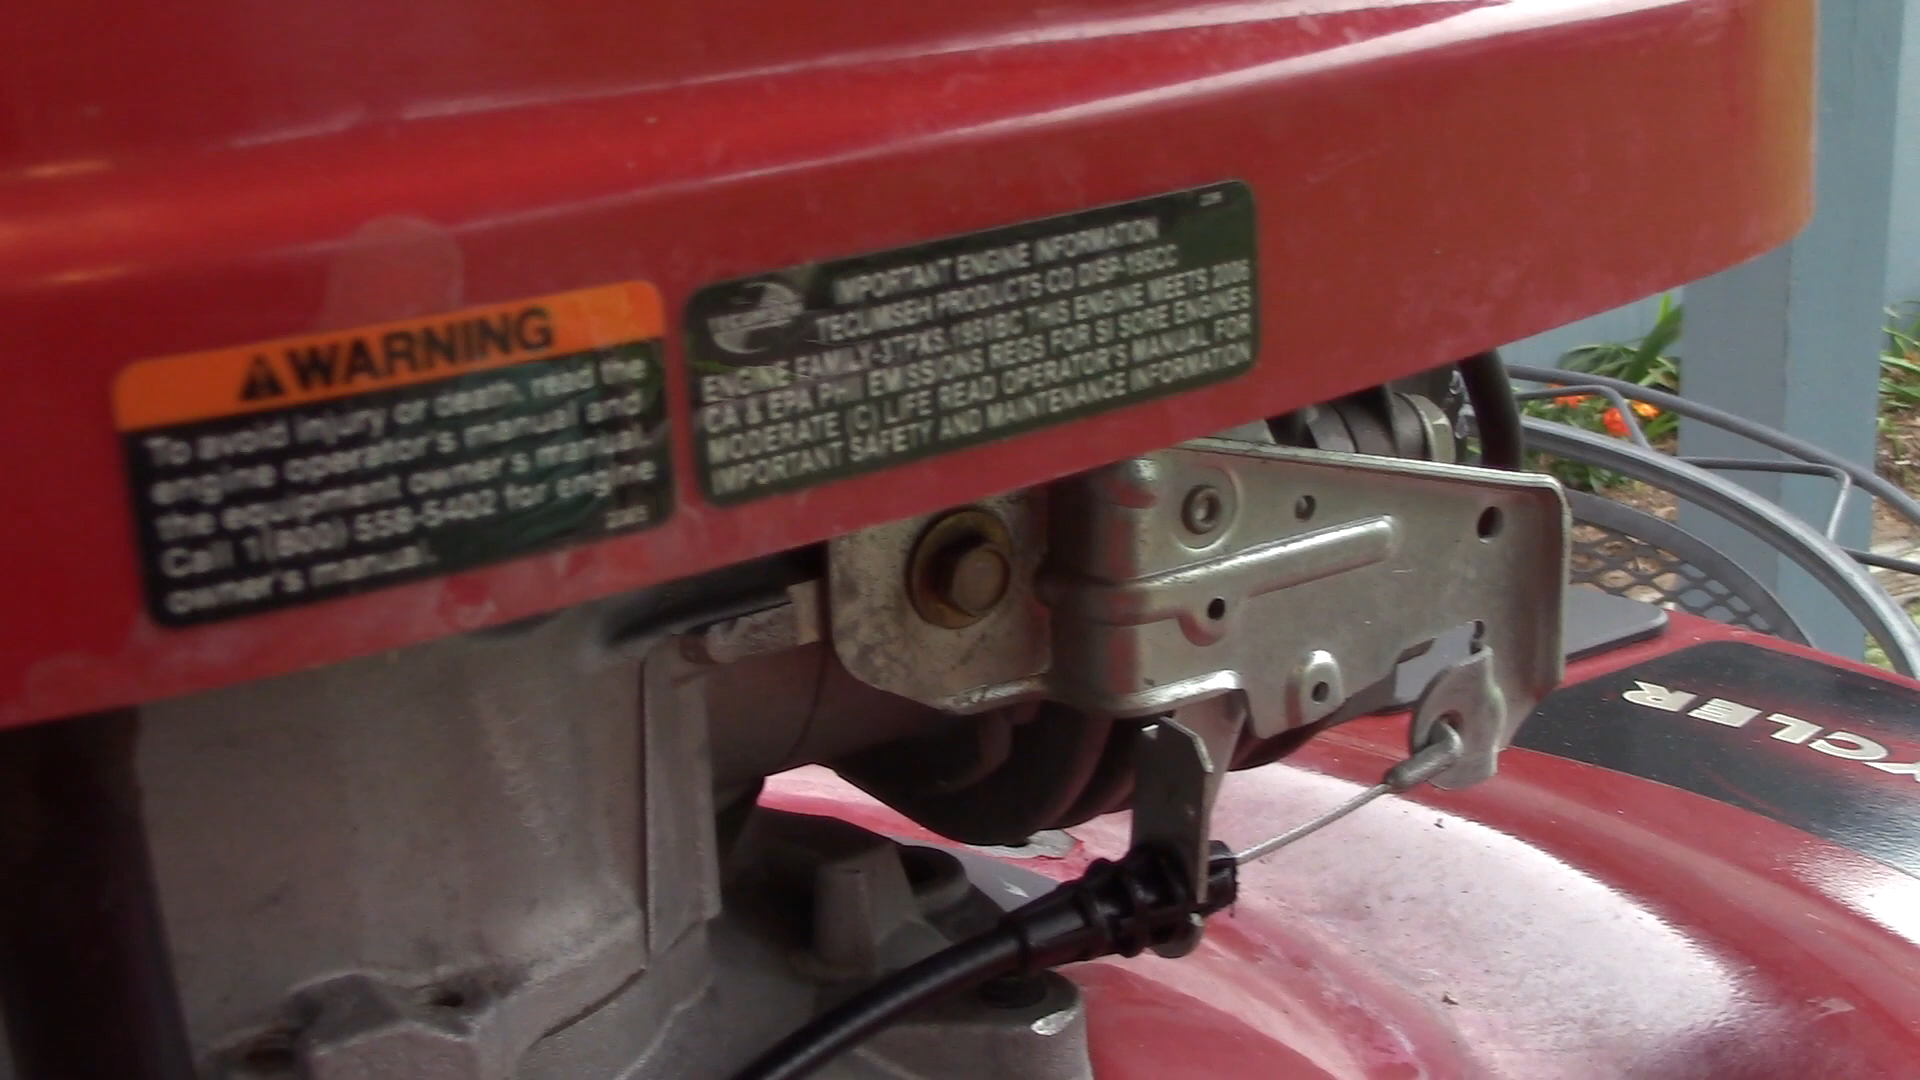 ⚠WARNING
To avoid injury or death, read the
engine operator's manual and
the equipment owner's manual.
Call 1(800) 558-5402 for engine
owner's manual.
IMPORTANT ENGINE INFORMATION
TECUMSEH PRODUCTS CO DISP-195CC
ENGINE FAMILY-3TPXS.1951BC THIS ENGINE MEETS 2006
CA & EPA PHII EMISSIONS REGS FOR SI SORE ENGINES
MODERATE (C) LIFE READ OPERATOR'S MANUAL FOR
IMPORTANT SAFETY AND MAINTENANCE INFORMATION
YCLER